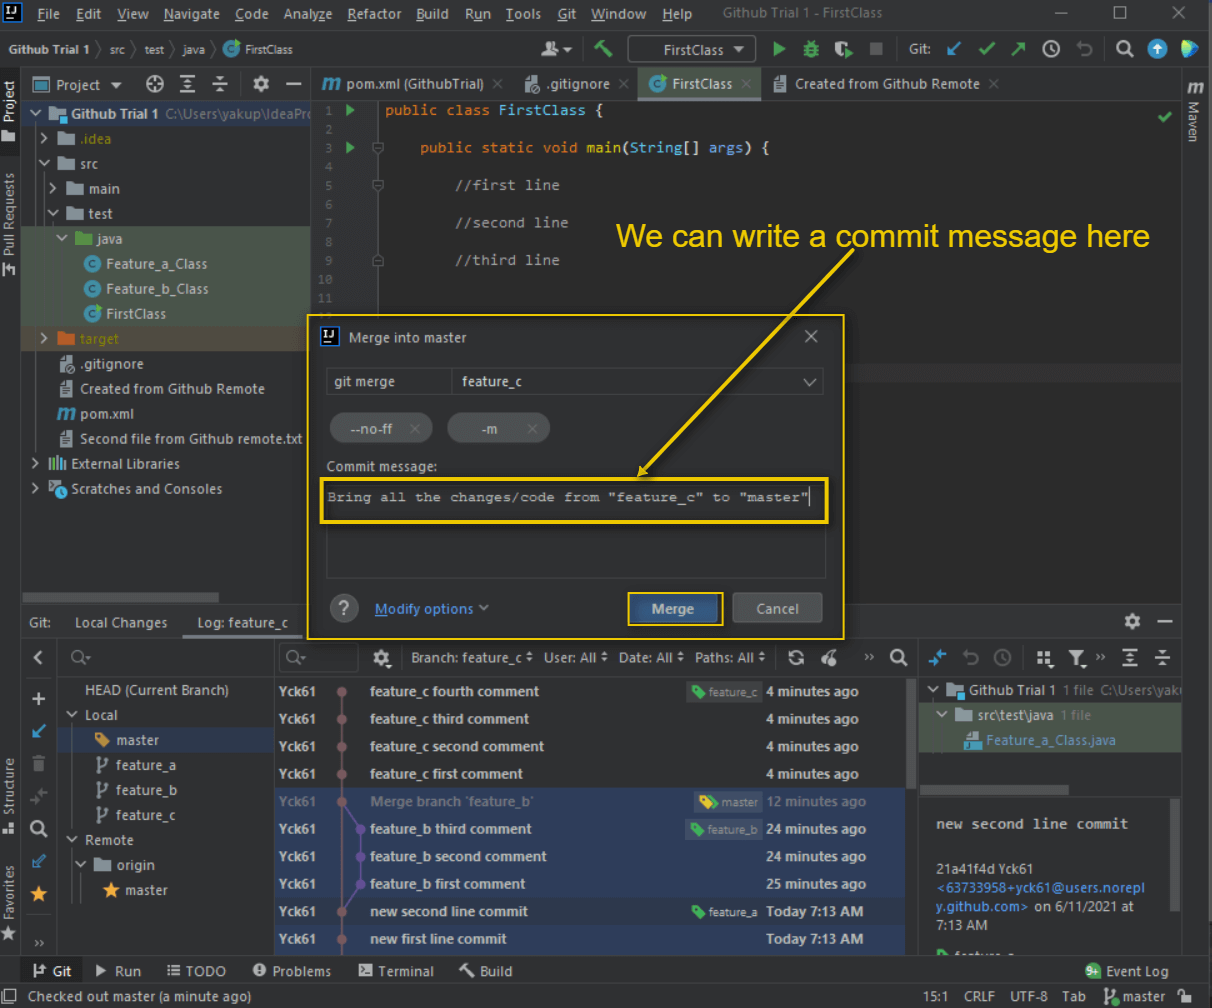 File Edit View Navigate Code Analyze Refactor Build Run Tools Git Window Help Github Trial 1 - FirstClass
Github Trial 1 src test java FirstClass
FirstClass
Git:
Project
pom.xml (GithubTrial)
.gitignore
FirstClass
Created from Github Remote
Project
Pull Requests
Structure
Favorites
Maven
Github Trial 1 C:\Users\yakup\IdeaPro
.idea
src
main
test
java
Feature_a_Class
Feature_b_Class
FirstClass
target
.gitignore
Created from Github Remote
pom.xml
Second file from Github remote.txt
External Libraries
Scratches and Consoles
1 public class FirstClass {
2
3 public static void main(String[] args) {
4
5 //first line
6
7 //second line
8
9 //third line
10
11
We can write a commit message here
Merge into master
git merge feature_c
--no-ff -m
Commit message:
Bring all the changes/code from "feature_c" to "master"
? Modify options Merge Cancel
Git: Local Changes Log: feature_c
Branch: feature_c User: All Date: All Paths: All
HEAD (Current Branch)
Local
master
feature_a
feature_b
feature_c
Remote
origin
master
Yck61 feature_c fourth comment feature_c 4 minutes ago
Yck61 feature_c third comment 4 minutes ago
Yck61 feature_c second comment 4 minutes ago
Yck61 feature_c first comment 4 minutes ago
Yck61 Merge branch `feature_b` master 12 minutes ago
Yck61 feature_b third comment feature_b 24 minutes ago
Yck61 feature_b second comment 24 minutes ago
Yck61 feature_b first comment 25 minutes ago
Yck61 new second line commit feature_a Today 7:13 AM
Yck61 new first line commit Today 7:13 AM
Github Trial 1 1 file C:\Users\yaku
src\test\java 1 file
Feature_a_Class.java
new second line commit
21a41f4d Yck61
<63733958+yck61@users.norepl
y.github.com> on 6/11/2021 at
7:13 AM
Git Run TODO Problems Terminal Build 9+ Event Log
Checked out master (a minute ago) 15:1 CRLF UTF-8 Tab master